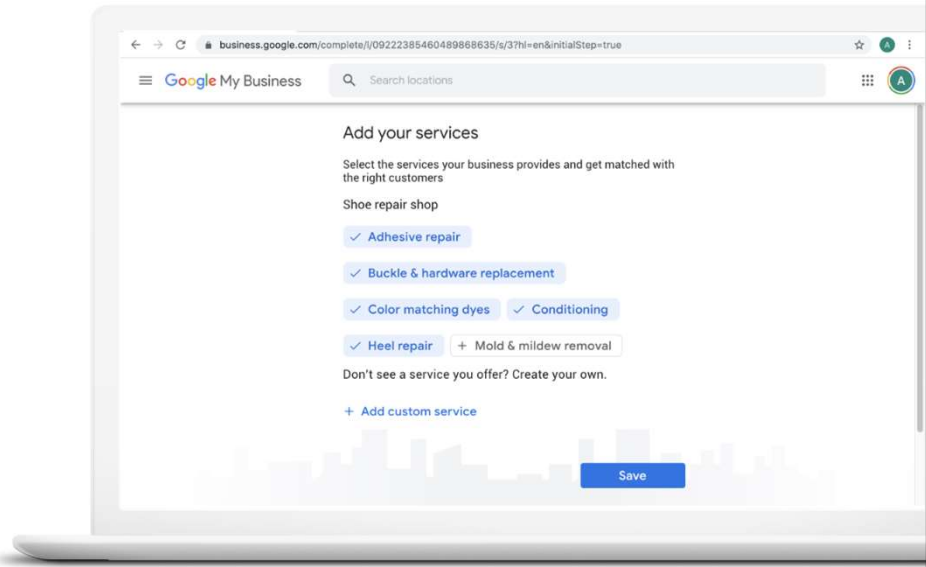 business.google.com/complete/l/09222385460489868635/s/3?hl=en&initialStep=true
A
Google My Business
Search locations
A
Add your services
Select the services your business provides and get matched with
the right customers
Shoe repair shop
Adhesive repair
Buckle & hardware replacement
Color matching dyes
Conditioning
Heel repair
+ Mold & mildew removal
Don't see a service you offer? Create your own.
+ Add custom service
Save